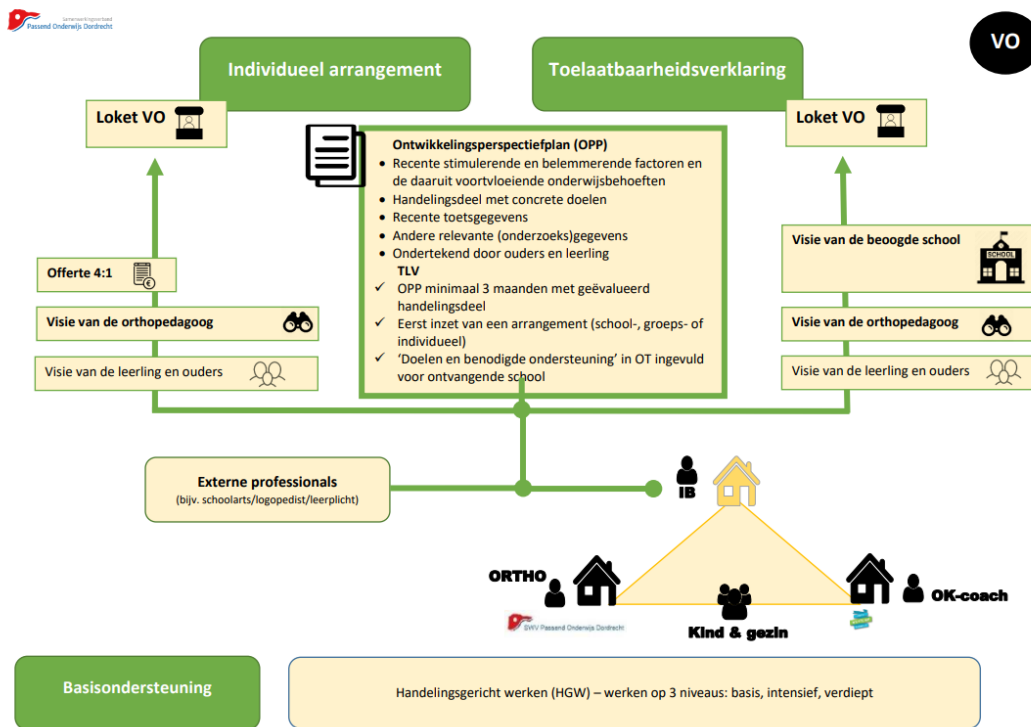 Samenwerkingsverband
Passend Onderwijs Dordrecht
VO
Individueel arrangement
Toelaatbaarheidsverklaring
Loket VO
Loket VO
Ontwikkelingsperspectiefplan (OPP)
• Recente stimulerende en belemmerende factoren en
de daaruit voortvloeiende onderwijsbehoeften
• Handelingsdeel met concrete doelen
• Recente toetsgegevens
• Andere relevante (onderzoeks)gegevens
• Ondertekend door ouders en leerling
TLV
✓ OPP minimaal 3 maanden met geëvalueerd
handelingsdeel
✓ Eerst inzet van een arrangement (school-, groeps- of
individueel)
✓ ‘Doelen en benodigde ondersteuning’ in OT ingevuld
voor ontvangende school
Offerte 4:1
Visie van de orthopedagoog
Visie van de leerling en ouders
Visie van de beoogde school
SCHOOL
Visie van de orthopedagoog
Visie van de leerling en ouders
Externe professionals
(bijv. schoolarts/logopedist/leerplicht)
IB
ORTHO
OK-coach
SWV Passend Onderwijs Dordrecht
Kind & gezin
Basisondersteuning
Handelingsgericht werken (HGW) – werken op 3 niveaus: basis, intensief, verdiept